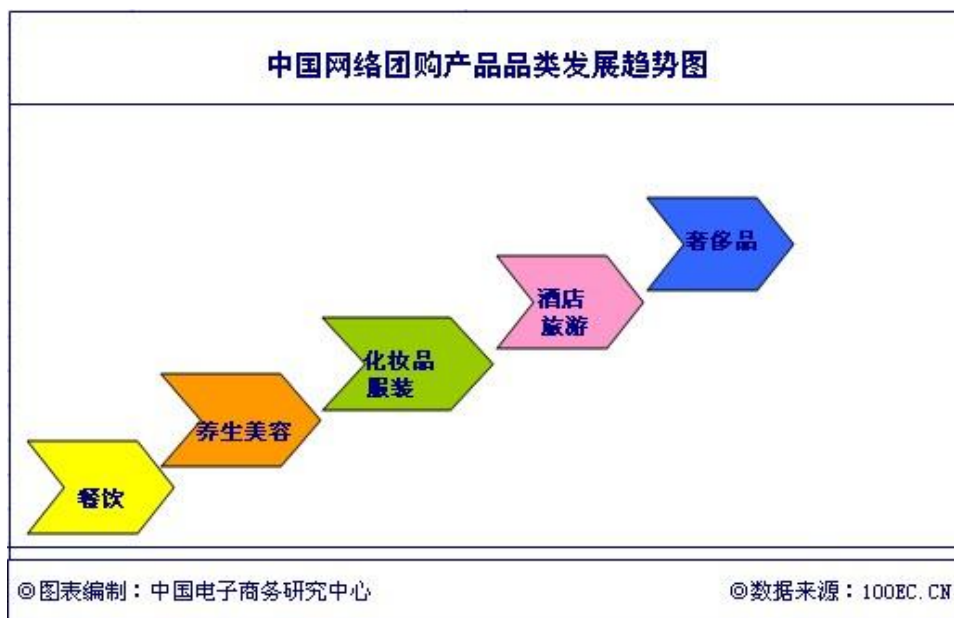 中国网络团购产品品类发展趋势图
奢侈品
酒店
旅游
化妆品
服装
养生美容
餐饮
◎图表编制：中国电子商务研究中心
◎数据来源：100EC.CN